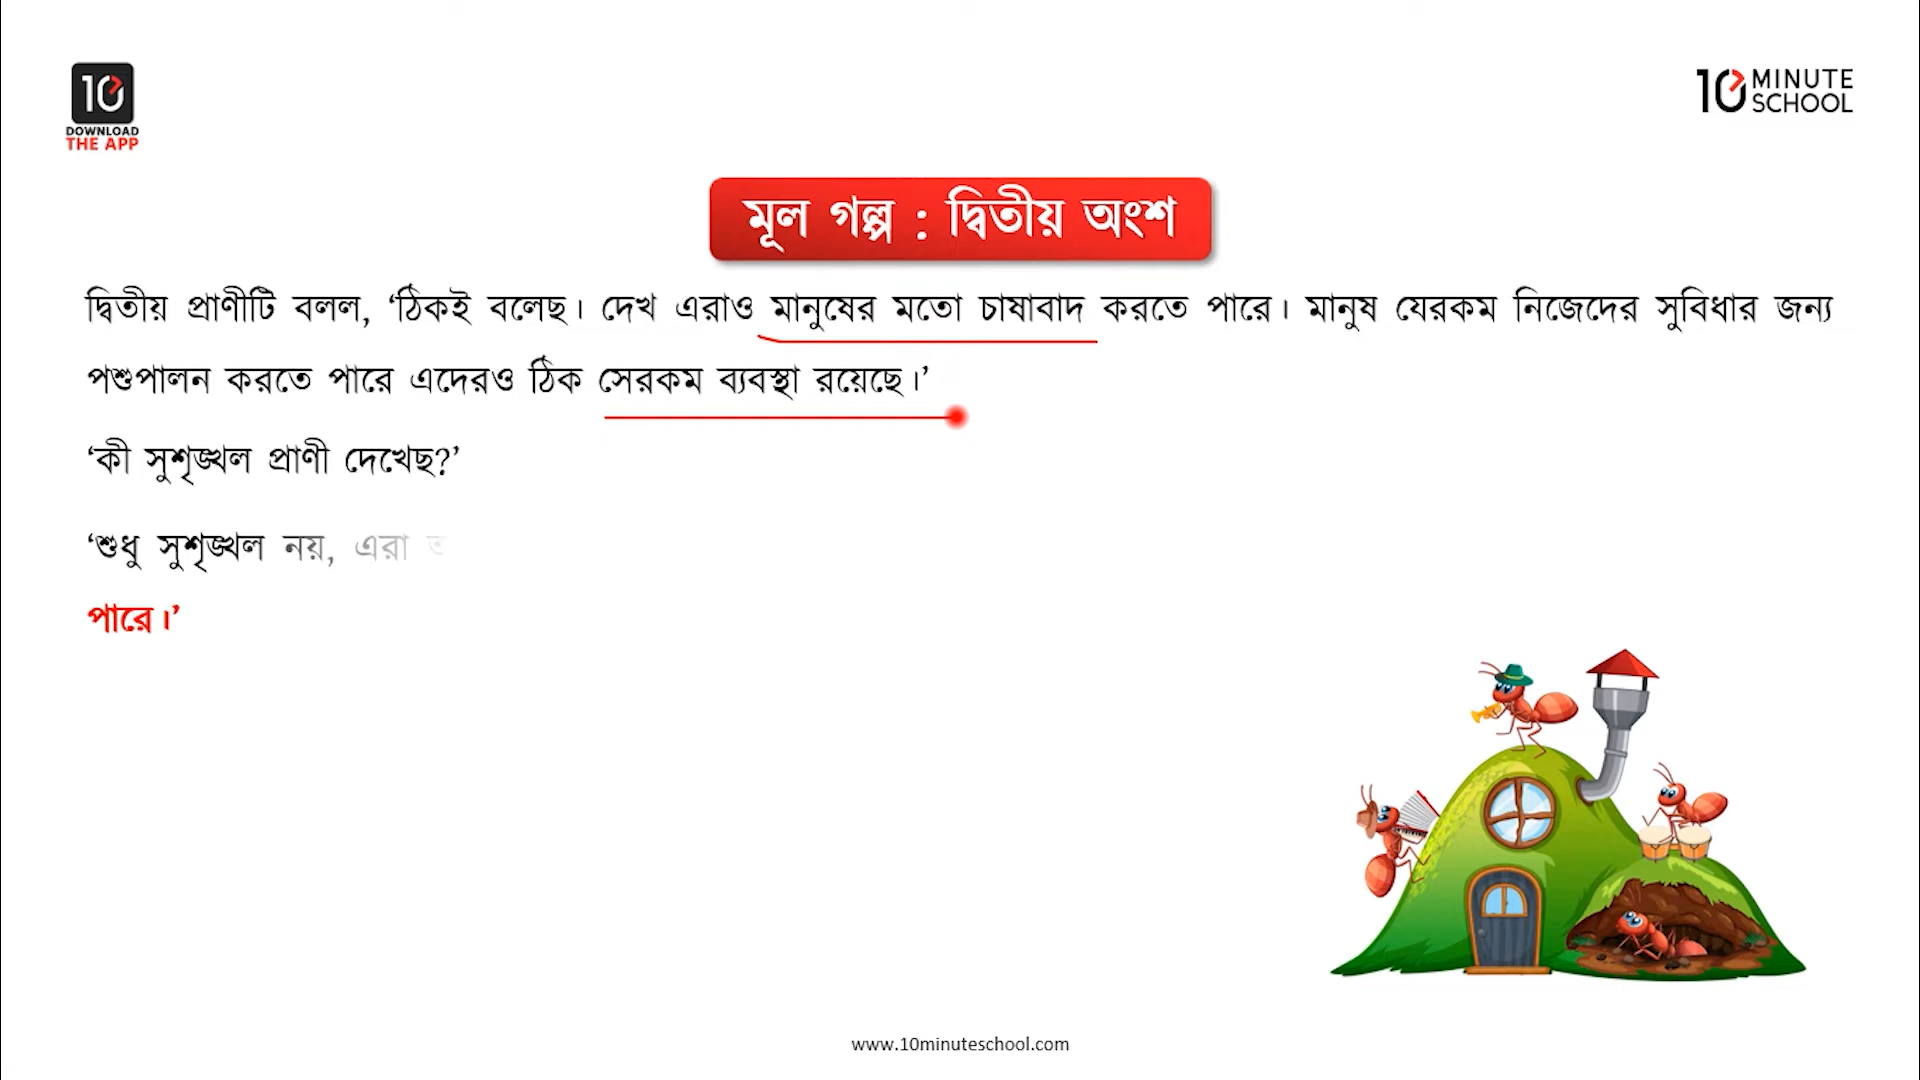 10
DOWNLOAD
THE APP
10 MINUTE
SCHOOL
মূল গল্প : দ্বিতীয় অংশ
দ্বিতীয় প্রাণীটি বলল, ‘ঠিকই বলেছ। দেখ এরাও মানুষের মতো চাষাবাদ করতে পারে। মানুষ যেরকম নিজেদের সুবিধার জন্য
পশুপালন করতে পারে এদেরও ঠিক সেরকম ব্যবস্থা রয়েছে।’
‘কী সুশৃঙ্খল প্রাণী দেখেছ?’
‘শুধু সুশৃঙ্খল নয়, এরা
পারে।’
www.10minuteschool.com